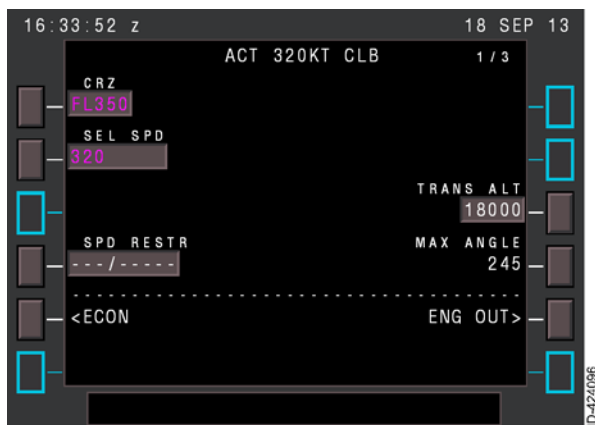 16:33:52 z 18 SEP 13
ACT 320KT CLB 1/3
CRZ
FL350
SEL SPD
320
TRANS ALT
18000
SPD RESTR MAX ANGLE
---/----- 245
------------------------------------
<ECON ENG OUT>
D-424096